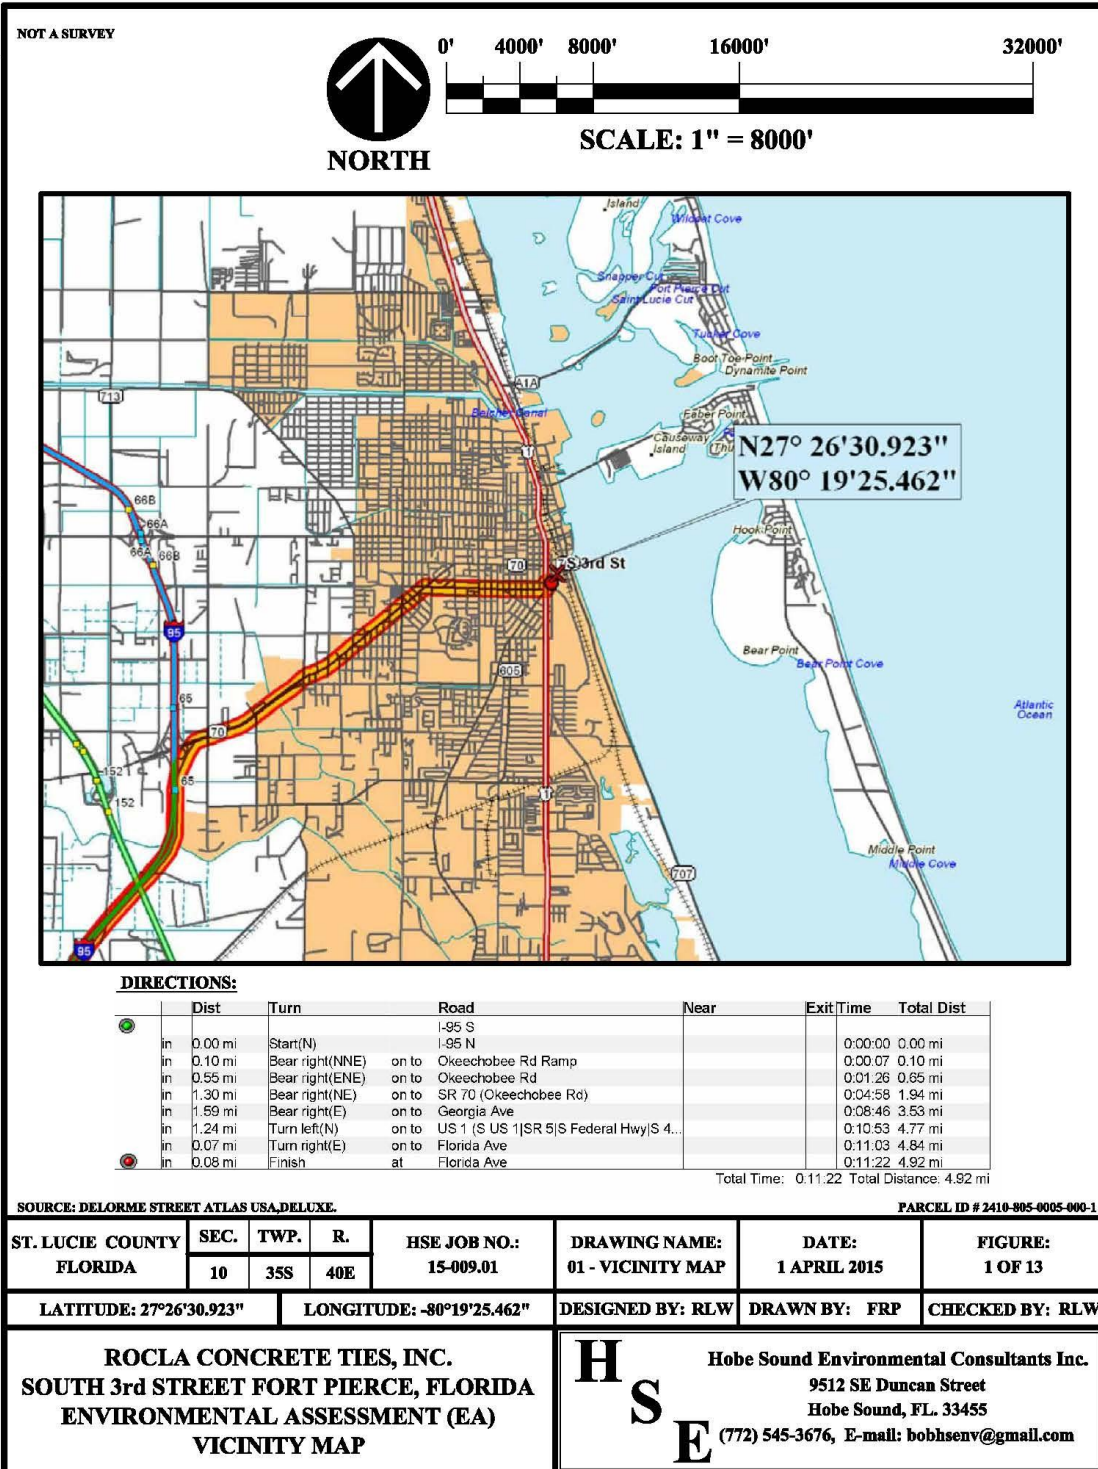 NOT A SURVEY
0' 4000' 8000' 16000' 32000'
NORTH
SCALE: 1" = 8000'
Island
Wildcat Cove
Snapper Cut
Fort Pierce Cut
Saint Lucie Cut
Tucker Cove
Boot Toe Point
Dynamite Point
713
A1A
Belcher Canal
Faber Point
Causeway
Island
1
N27° 26'30.923"
W80° 19'25.462"
66B
66A
66A 66B
Hook Point
70
S 3rd St
95
Bear Point
Bear Point Cove
605
65
70
Atlantic
Ocean
152
65
152
1
Middle Point
Middle Cove
707
95
DIRECTIONS:
Dist Turn Road Near Exit Time Total Dist
I-95 S
in 0.00 mi Start(N) I-95 N 0:00:00 0.00 mi
in 0.10 mi Bear right(NNE) on to Okeechobee Rd Ramp 0:00:07 0.10 mi
in 0.55 mi Bear right(ENE) on to Okeechobee Rd 0:01:26 0.65 mi
in 1.30 mi Bear right(NE) on to SR 70 (Okeechobee Rd) 0:04:58 1.94 mi
in 1.59 mi Bear right(E) on to Georgia Ave 0:08:46 3.53 mi
in 1.24 mi Turn left(N) on to US 1 (S US 1|SR 5|S Federal Hwy|S 4... 0:10:53 4.77 mi
in 0.07 mi Turn right(E) on to Florida Ave 0:11:03 4.84 mi
in 0.08 mi Finish at Florida Ave 0:11:22 4.92 mi
Total Time: 0:11:22 Total Distance: 4.92 mi
SOURCE: DELORME STREET ATLAS USA,DELUXE. PARCEL ID # 2410-805-0005-000-1
ST. LUCIE COUNTY
FLORIDA
SEC. TWP. R.
10 35S 40E
HSE JOB NO.:
15-009.01
DRAWING NAME:
01 - VICINITY MAP
DATE:
1 APRIL 2015
FIGURE:
1 OF 13
LATITUDE: 27°26'30.923" LONGITUDE: -80°19'25.462" DESIGNED BY: RLW DRAWN BY: FRP CHECKED BY: RLW
ROCLA CONCRETE TIES, INC.
SOUTH 3rd STREET FORT PIERCE, FLORIDA
ENVIRONMENTAL ASSESSMENT (EA)
VICINITY MAP
HSE
Hobe Sound Environmental Consultants Inc.
9512 SE Duncan Street
Hobe Sound, FL. 33455
(772) 545-3676, E-mail: bobhsenv@gmail.com